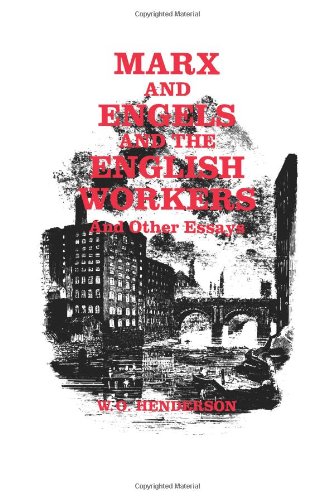 Copyrighted Material
MARX
AND
ENGELS
AND THE
ENGLISH
WORKERS
And Other Essays
W.O. HENDERSON
Copyrighted Material